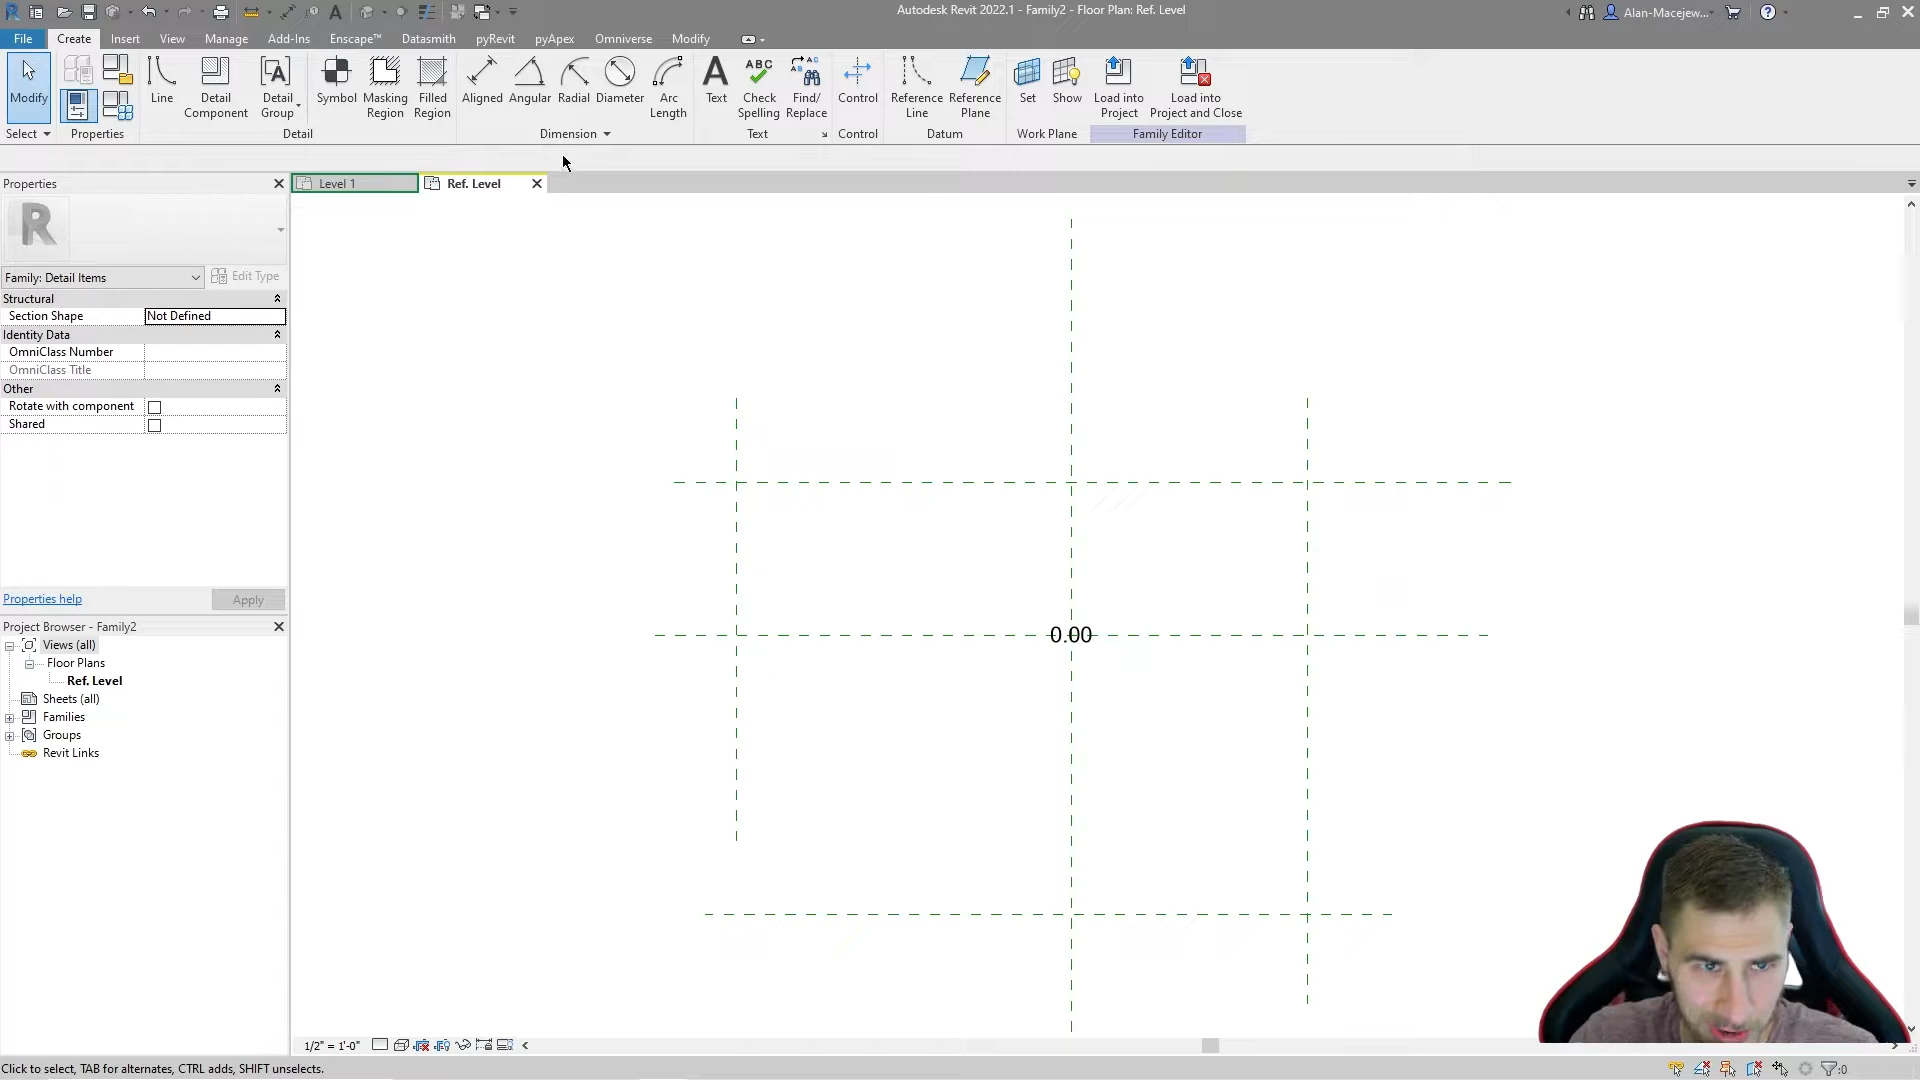 Autodesk Revit 2022.1 - Family2 - Floor Plan: Ref. Level
Alan-Macejew...
File Create Insert View Manage Add-Ins Enscape™ Datasmith pyRevit pyApex Omniverse Modify
Modify
Line
Detail Component
Detail Group
Symbol
Masking Region
Filled Region
Aligned
Angular
Radial
Diameter
Arc Length
Text
ABC
Check Spelling
Find/ Replace
Control
Reference Line
Reference Plane
Set
Show
Load into Project
Load into Project and Close
Select Properties Detail Dimension Text Control Datum Work Plane Family Editor
Properties
Level 1
Ref. Level
Family: Detail Items
Edit Type
Structural
Section Shape Not Defined
Identity Data
OmniClass Number
OmniClass Title
Other
Rotate with component
Shared
Properties help
Apply
Project Browser - Family2
Views (all)
Floor Plans
Ref. Level
Sheets (all)
Families
Groups
Revit Links
0.00
1/2" = 1'-0"
Click to select, TAB for alternates, CTRL adds, SHIFT unselects.
:0